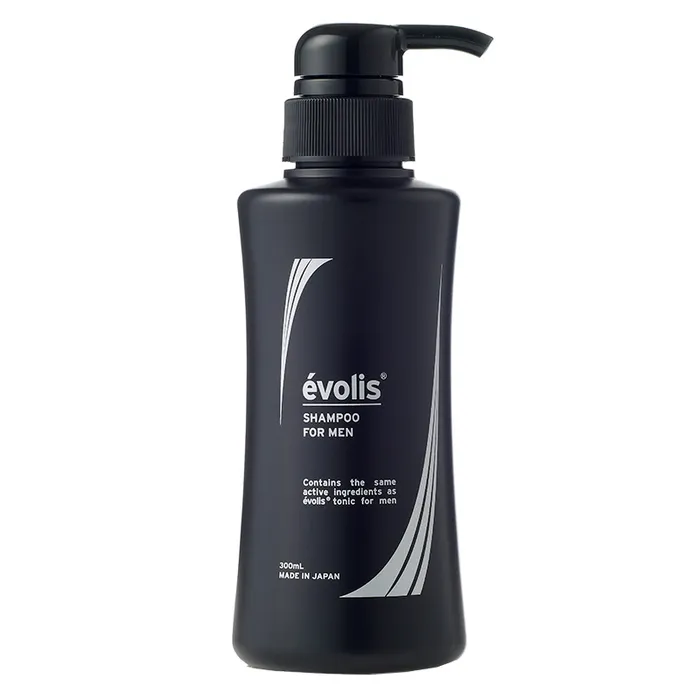 évolis®
SHAMPOO
FOR MEN
Contains the same
active ingredients as
évolis® tonic for men
300mL
MADE IN JAPAN